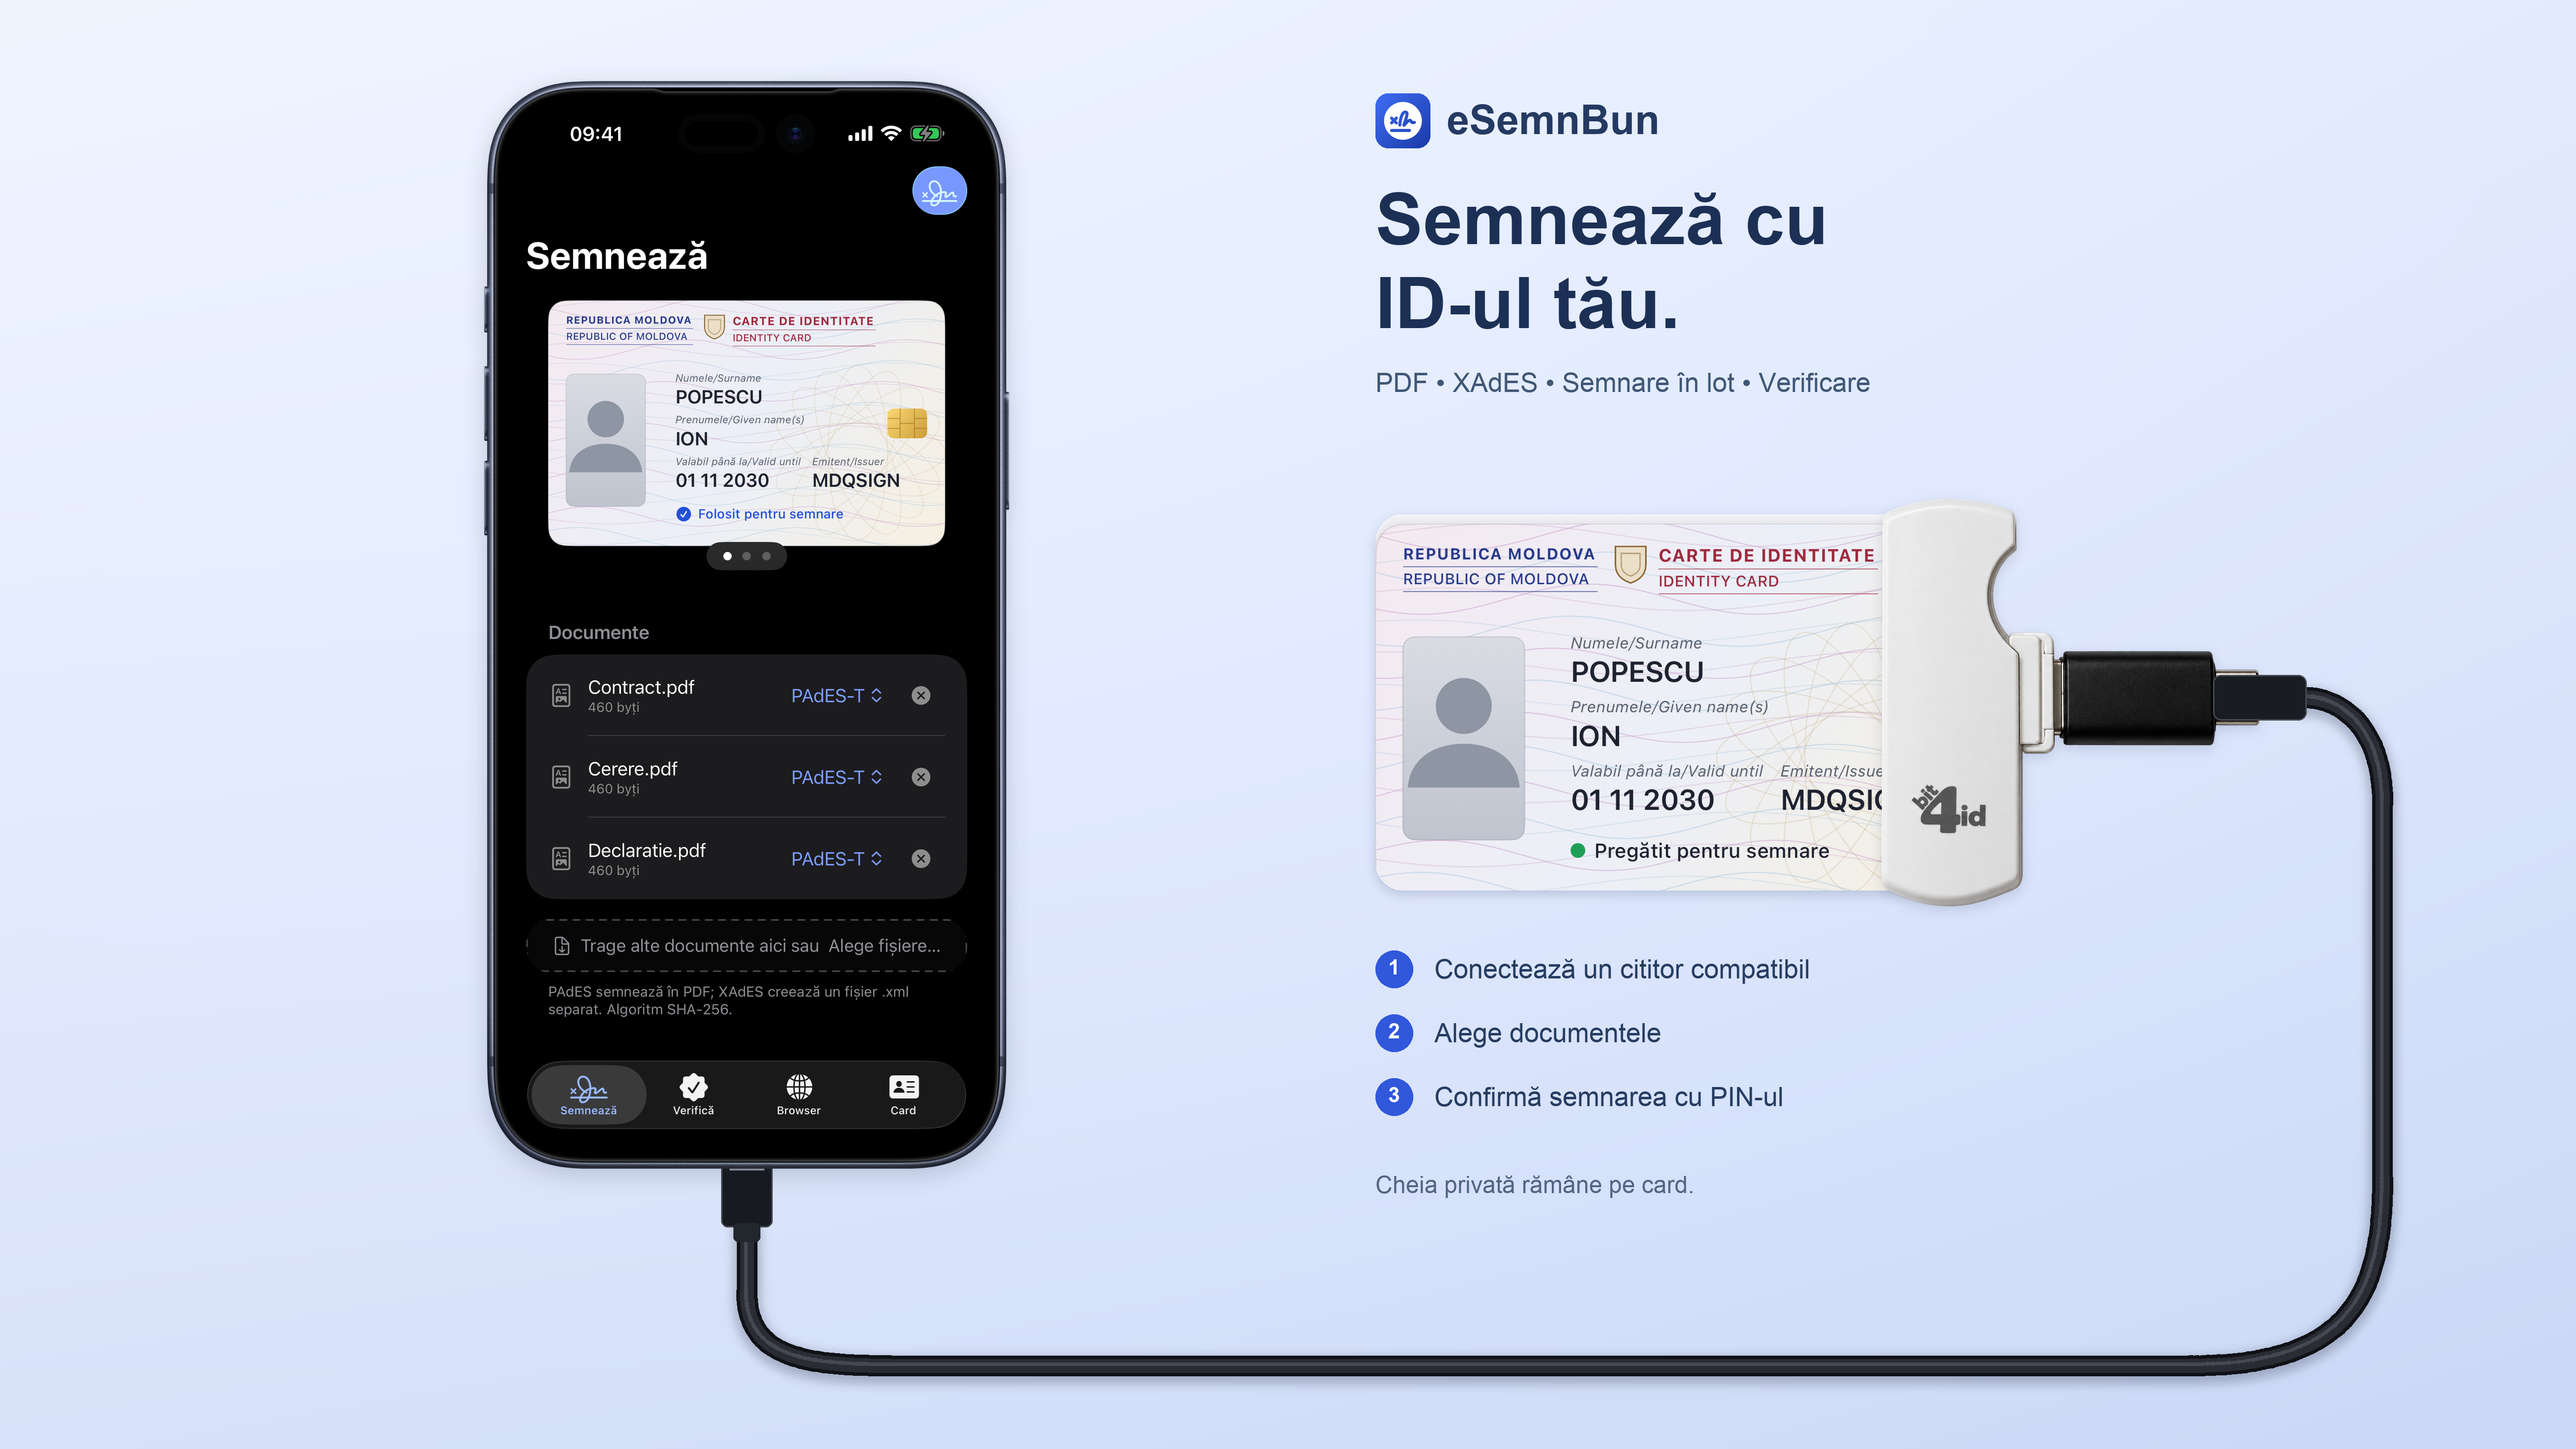 09:41
Semnează
REPUBLICA MOLDOVA
REPUBLIC OF MOLDOVA
CARTE DE IDENTITATE
IDENTITY CARD
Numele/Surname
POPESCU
Prenumele/Given name(s)
ION
Valabil până la/Valid until Emitent/Issuer
01 11 2030 MDQSIGN
Folosit pentru semnare
Documente
Contract.pdf
460 byți
PAdES-T
Cerere.pdf
460 byți
PAdES-T
Declaratie.pdf
460 byți
PAdES-T
Trage alte documente aici sau Alege fișiere...
PAdES semnează în PDF; XAdES creează un fișier .xml
separat. Algoritm SHA-256.
Semnează Verifică Browser Card
eSemnBun
Semnează cu
ID-ul tău.
PDF • XAdES • Semnare în lot • Verificare
REPUBLICA MOLDOVA
REPUBLIC OF MOLDOVA
CARTE DE IDENTITATE
IDENTITY CARD
Numele/Surname
POPESCU
Prenumele/Given name(s)
ION
Valabil până la/Valid until Emitent/Issue
01 11 2030 MDQSIG
Pregătit pentru semnare
bit4id
1 Conectează un cititor compatibil
2 Alege documentele
3 Confirmă semnarea cu PIN-ul
Cheia privată rămâne pe card.